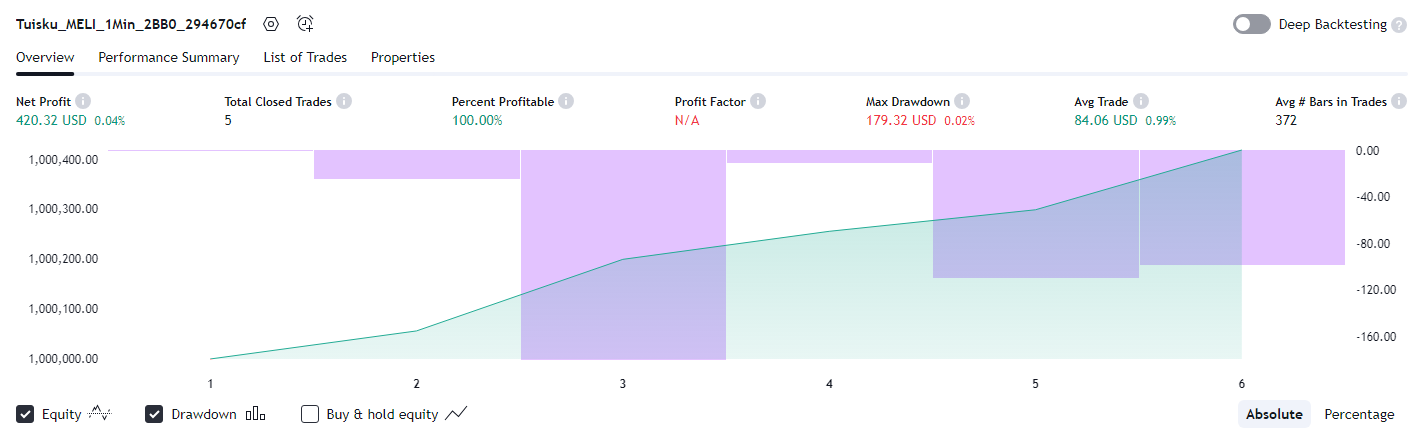 Tuisku_MELI_1Min_2BB0_294670cf
Deep Backtesting ?
Overview Performance Summary List of Trades Properties
Net Profit i Total Closed Trades i Percent Profitable i Profit Factor i Max Drawdown i Avg Trade i Avg # Bars in Trades i
420.32 USD 0.04% 5 100.00% N/A 179.32 USD 0.02% 84.06 USD 0.99% 372
1,000,400.00 0.00
1,000,300.00 -40.00
1,000,200.00 -80.00
1,000,100.00 -120.00
1,000,000.00 -160.00
1 2 3 4 5 6
Equity Drawdown Buy & hold equity Absolute Percentage